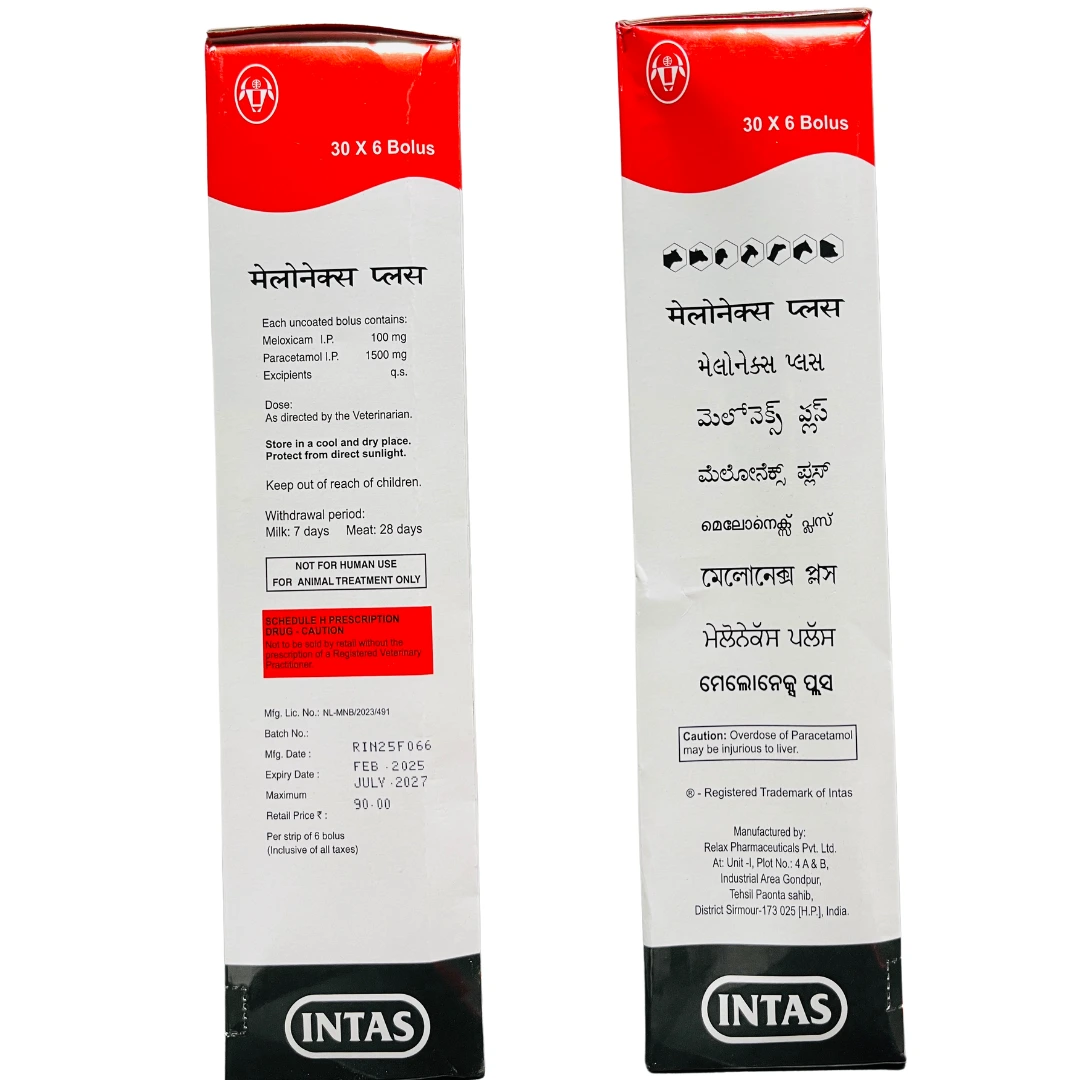 30 X 6 Bolus
मेलोनेक्स प्लस
Each uncoated bolus contains:
Meloxicam I.P. 100 mg
Paracetamol I.P. 1500 mg
Excipients q.s.
Dose:
As directed by the Veterinarian.
Store in a cool and dry place.
Protect from direct sunlight.
Keep out of reach of children.
Withdrawal period:
Milk: 7 days Meat: 28 days
NOT FOR HUMAN USE
FOR ANIMAL TREATMENT ONLY
SCHEDULE H PRESCRIPTION
DRUG - CAUTION
Not to be sold by retail without the
prescription of a Registered Veterinary
Practitioner.
Mfg. Lic. No.: NL-MNB/2023/491
Batch No.: RIN25F066
Mfg. Date : FEB - 2025
Expiry Date : JULY - 2027
Maximum
Retail Price ₹ : 90-00
Per strip of 6 bolus
(Inclusive of all taxes)
INTAS
30 X 6 Bolus
मेलोनेक्स प्लस
મેલોનેક્સ પ્લસ
మెలోనెక్స్ ప్లస్
ಮೆಲೋನೆಕ್ಸ್ ಪ್ಲಸ್
മെലോനെക്സ് പ്ലസ്
মেলোনেক্স প্লস
ਮੇਲੋਨੇਕੱਸ ਪਲੱਸ
ମେଲୋନେକ୍ସ ପ୍ଲସ
Caution: Overdose of Paracetamol
may be injurious to liver.
® - Registered Trademark of Intas
Manufactured by:
Relax Pharmaceuticals Pvt. Ltd.
At: Unit -I, Plot No.: 4 A & B,
Industrial Area Gondpur,
Tehsil Paonta sahib,
District Sirmour-173 025 [H.P.], India.
INTAS